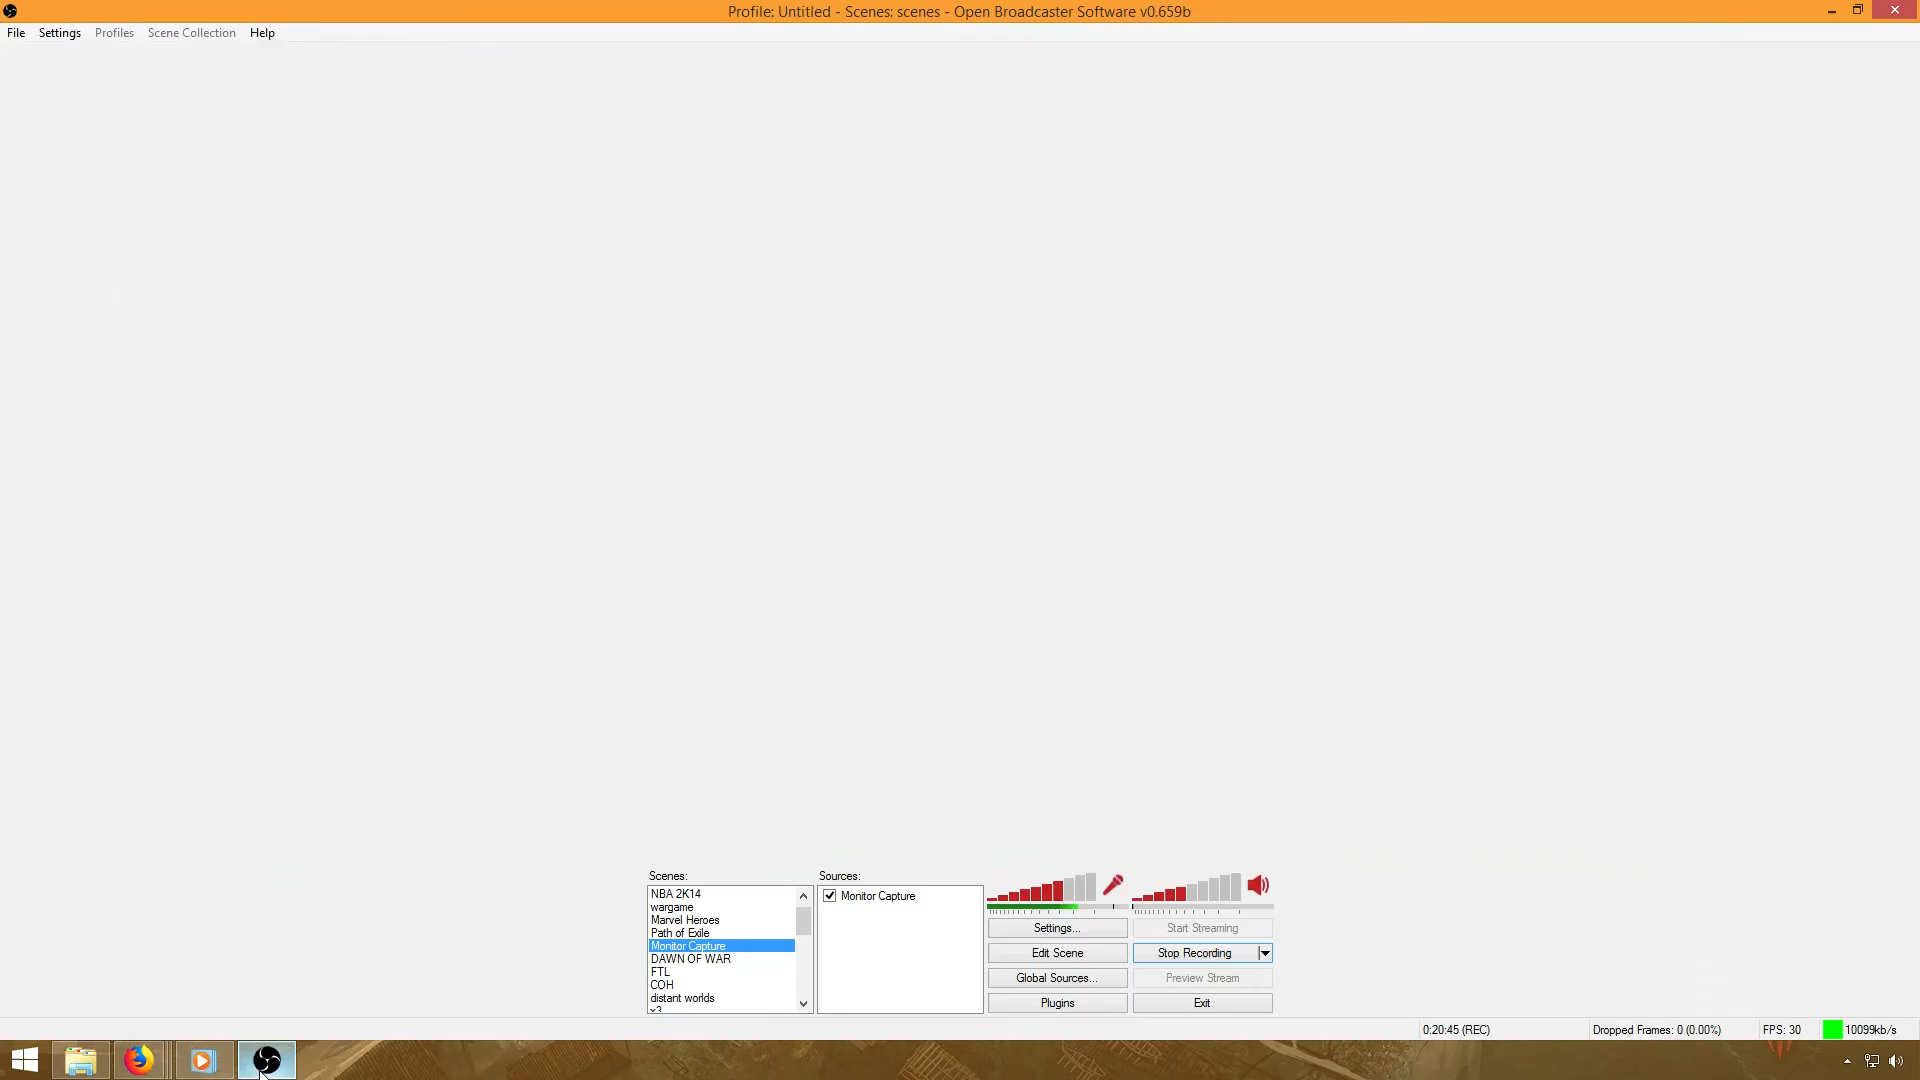 Profile: Untitled - Scenes: scenes - Open Broadcaster Software v0.659b
File Settings Profiles Scene Collection Help
Scenes:
NBA 2K14
wargame
Marvel Heroes
Path of Exile
Monitor Capture
DAWN OF WAR
FTL
COH
distant worlds
x3
Sources:
Monitor Capture
Settings...
Start Streaming
Edit Scene
Stop Recording
Global Sources...
Preview Stream
Plugins
Exit
0:20:45 (REC)
Dropped Frames: 0 (0.00%)
FPS: 30
10099kb/s